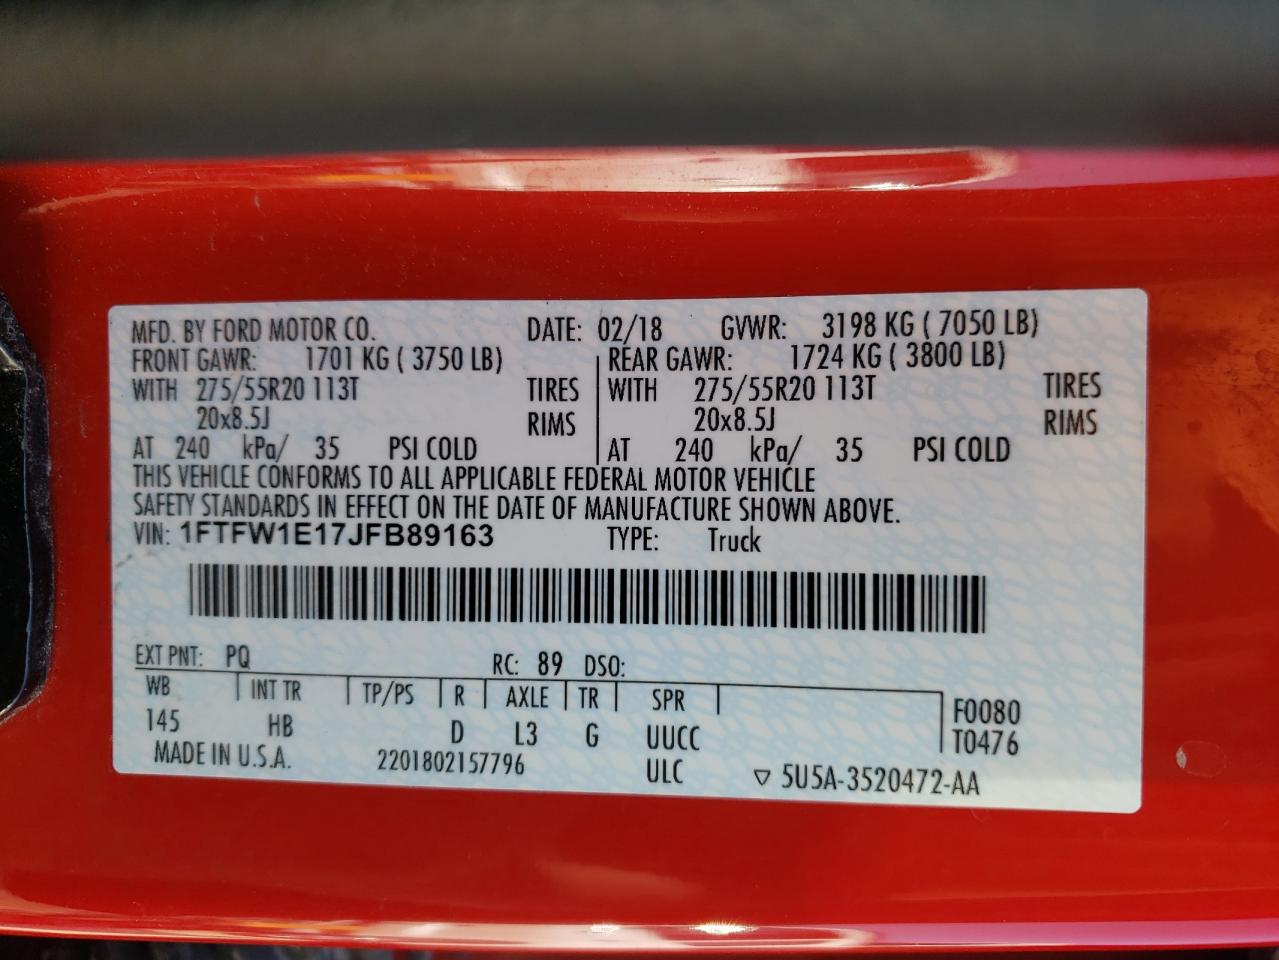 MFD. BY FORD MOTOR CO. DATE: 02/18 GVWR: 3198 KG ( 7050 LB)
FRONT GAWR: 1701 KG ( 3750 LB) REAR GAWR: 1724 KG ( 3800 LB)
WITH 275/55R20 113T TIRES WITH 275/55R20 113T TIRES
20x8.5J RIMS 20x8.5J RIMS
AT 240 kPa/ 35 PSI COLD AT 240 kPa/ 35 PSI COLD
THIS VEHICLE CONFORMS TO ALL APPLICABLE FEDERAL MOTOR VEHICLE
SAFETY STANDARDS IN EFFECT ON THE DATE OF MANUFACTURE SHOWN ABOVE.
VIN: 1FTFW1E17JFB89163 TYPE: Truck
EXT PNT: PQ RC: 89 DSO:
WB INT TR TP/PS R AXLE TR SPR F0080
145 HB D L3 G UUCC T0476
MADE IN U.S.A. 2201802157796 ULC ▽ 5U5A-3520472-AA